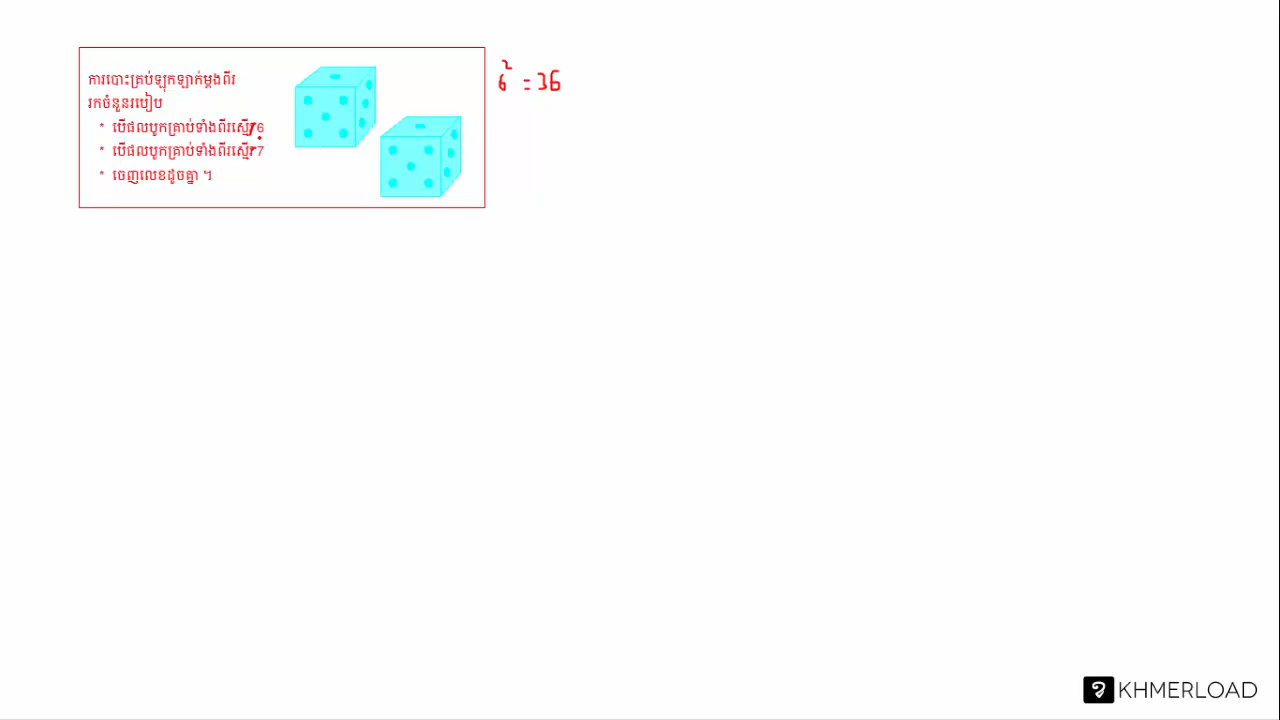 ការបោះគ្រប់ឡុកឡាក់ម្តងពីរ
រកចំនួនរបៀប
* បើផលបូកគ្រាប់ទាំងពីរស្មើ 6
* បើផលបូកគ្រាប់ទាំងពីរស្មើ 7
* ចេញលេខដូចគ្នា ។
6² = 36
KHMERLOAD